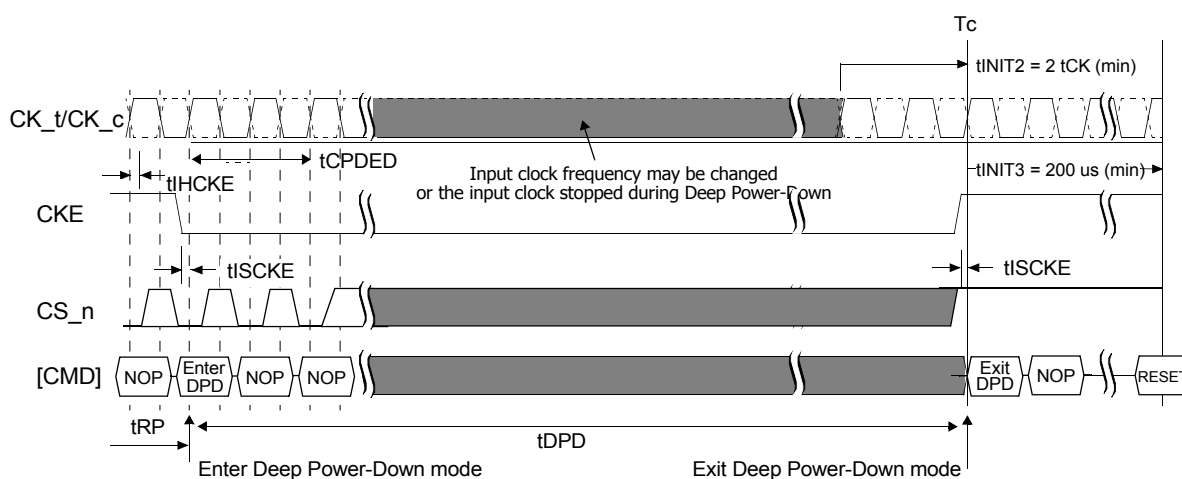 Tc
tINIT2 = 2 tCK (min)
CK_t/CK_c
tCPDED
Input clock frequency may be changed
or the input clock stopped during Deep Power-Down
tINIT3 = 200 us (min)
tIHCKE
CKE
tISCKE
tISCKE
CS_n
[CMD]
NOP
Enter
DPD
NOP
NOP
Exit
DPD
NOP
RESET
tRP
tDPD
Enter Deep Power-Down mode
Exit Deep Power-Down mode